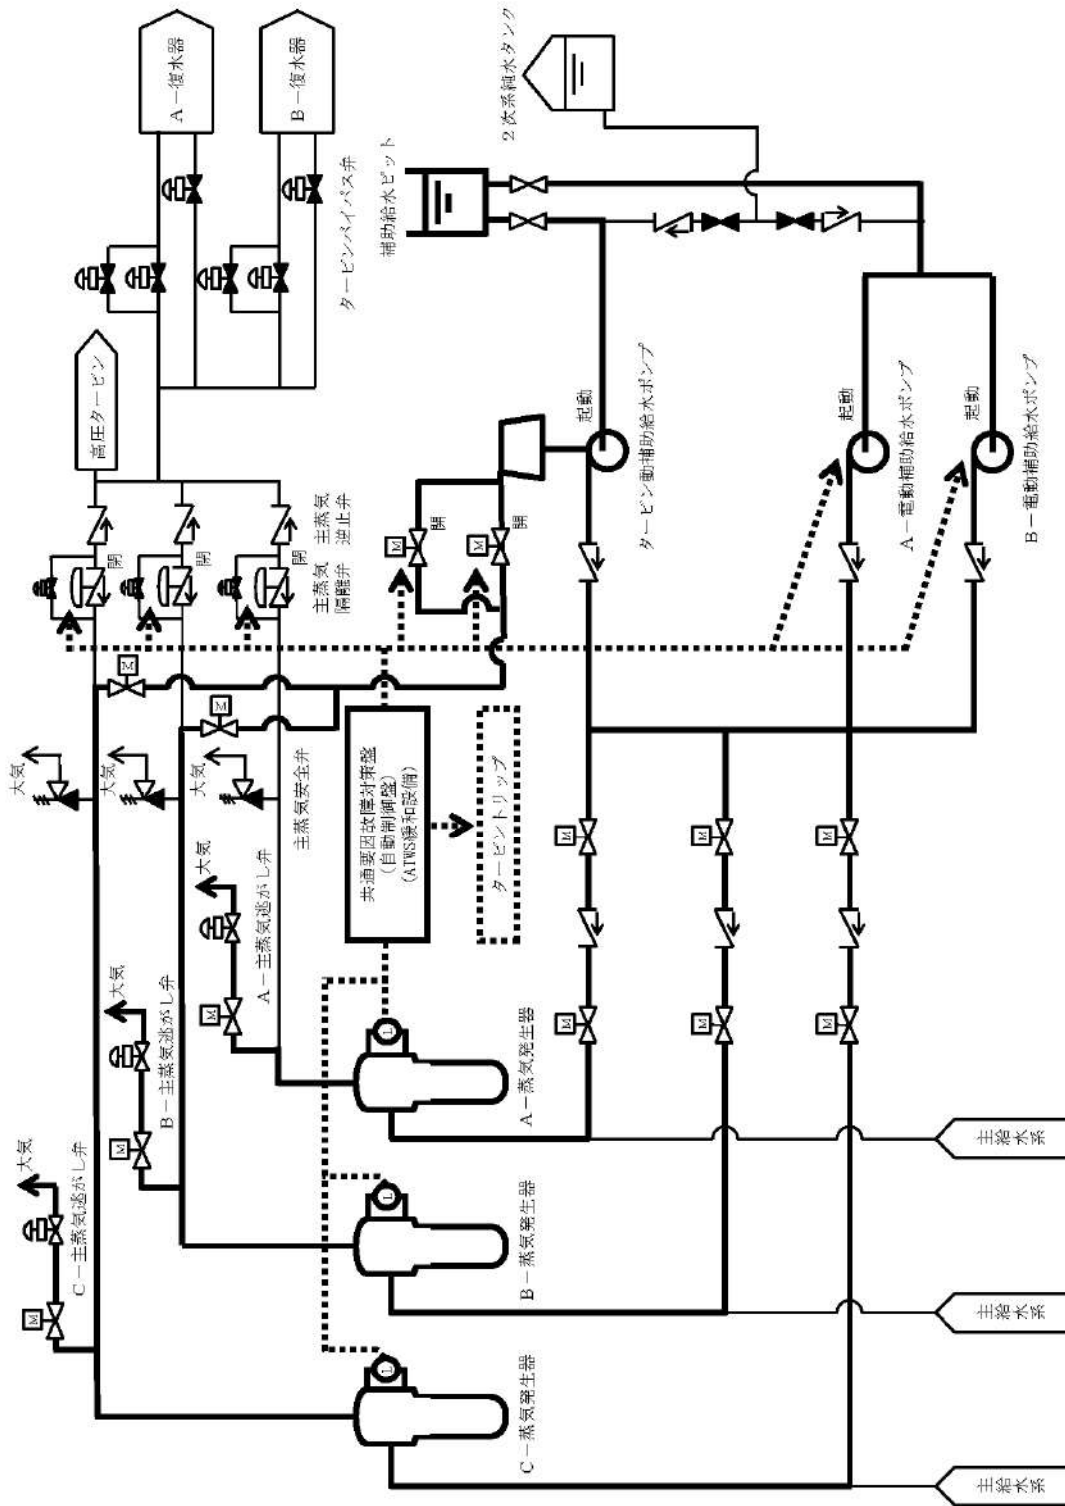 大気
大気
大気
C－主蒸気逃がし弁
大気
B－主蒸気逃がし弁
大気
大気
A－主蒸気逃がし弁
主蒸気安全弁
高圧タービン
A－復水器
B－復水器
閉
閉
閉
主蒸気
隔離弁
主蒸気
逆止弁
タービンバイパス弁
共通要因故障対策盤
（自動制御盤）
(ATWS緩和設備)
タービントリップ
補助給水ピット
2次系純水タンク
開
開
起動
タービン動補助給水ポンプ
C－蒸気発生器
B－蒸気発生器
A－蒸気発生器
起動
A－電動補助給水ポンプ
起動
B－電動補助給水ポンプ
主給水系
主給水系
主給水系
M
M
M
M
M
M
M
M
M
M
M
M
M
L
L
L